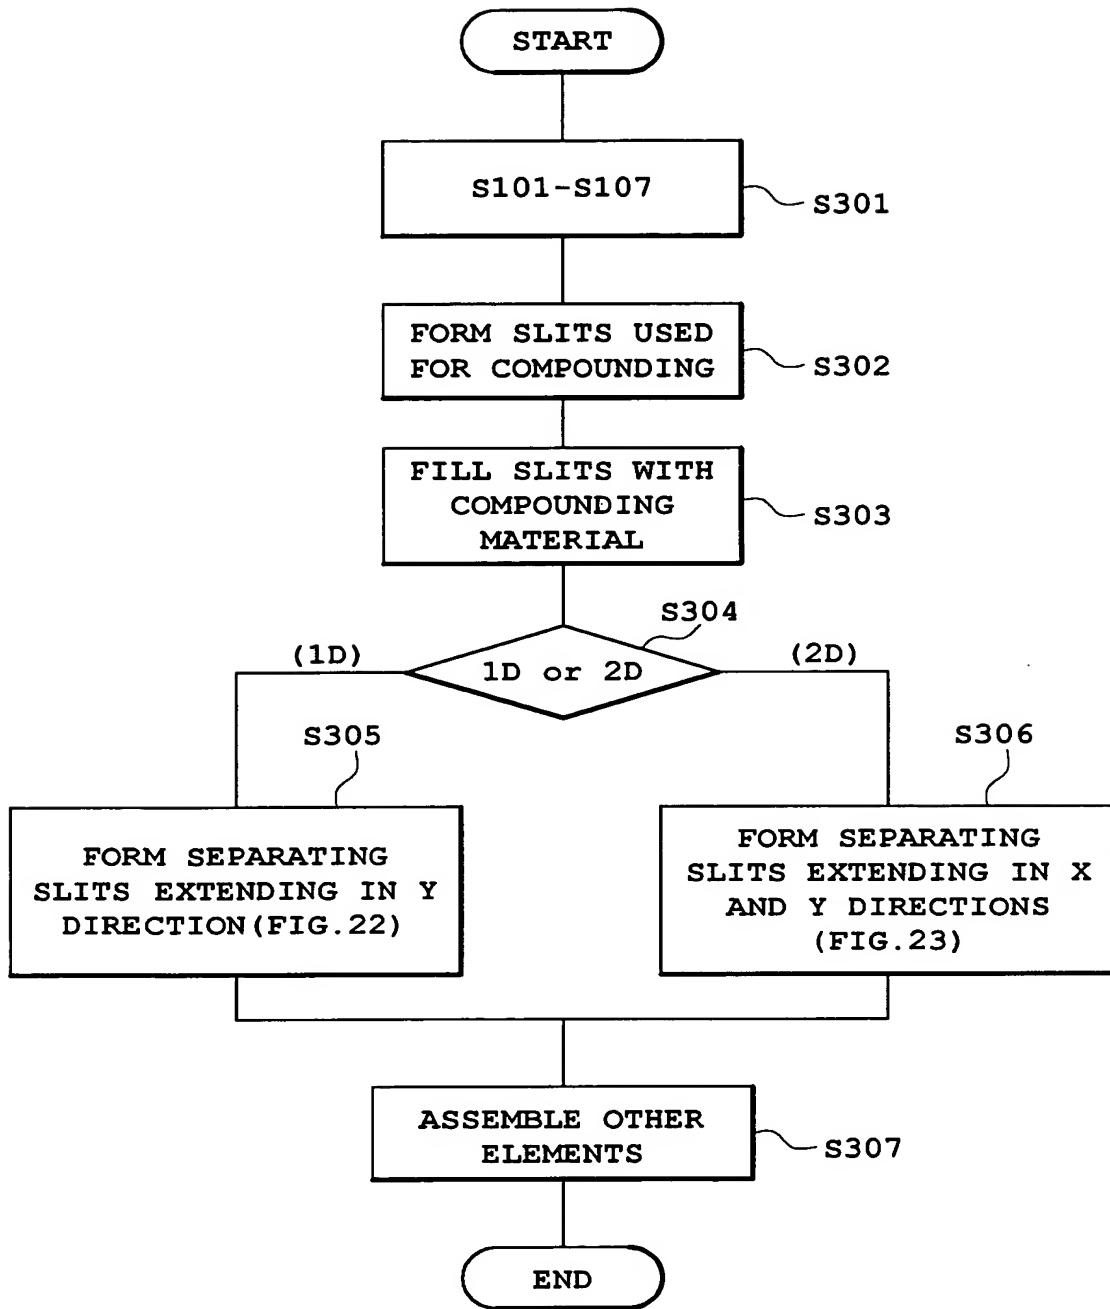 START
S101-S107
S301
FORM SLITS USED
FOR COMPOUNDING
S302
FILL SLITS WITH
COMPOUNDING
MATERIAL
S303
S304
(1D)
1D or 2D
(2D)
S305
FORM SEPARATING
SLITS EXTENDING IN Y
DIRECTION(FIG.22)
S306
FORM SEPARATING
SLITS EXTENDING IN X
AND Y DIRECTIONS
(FIG.23)
ASSEMBLE OTHER
ELEMENTS
S307
END